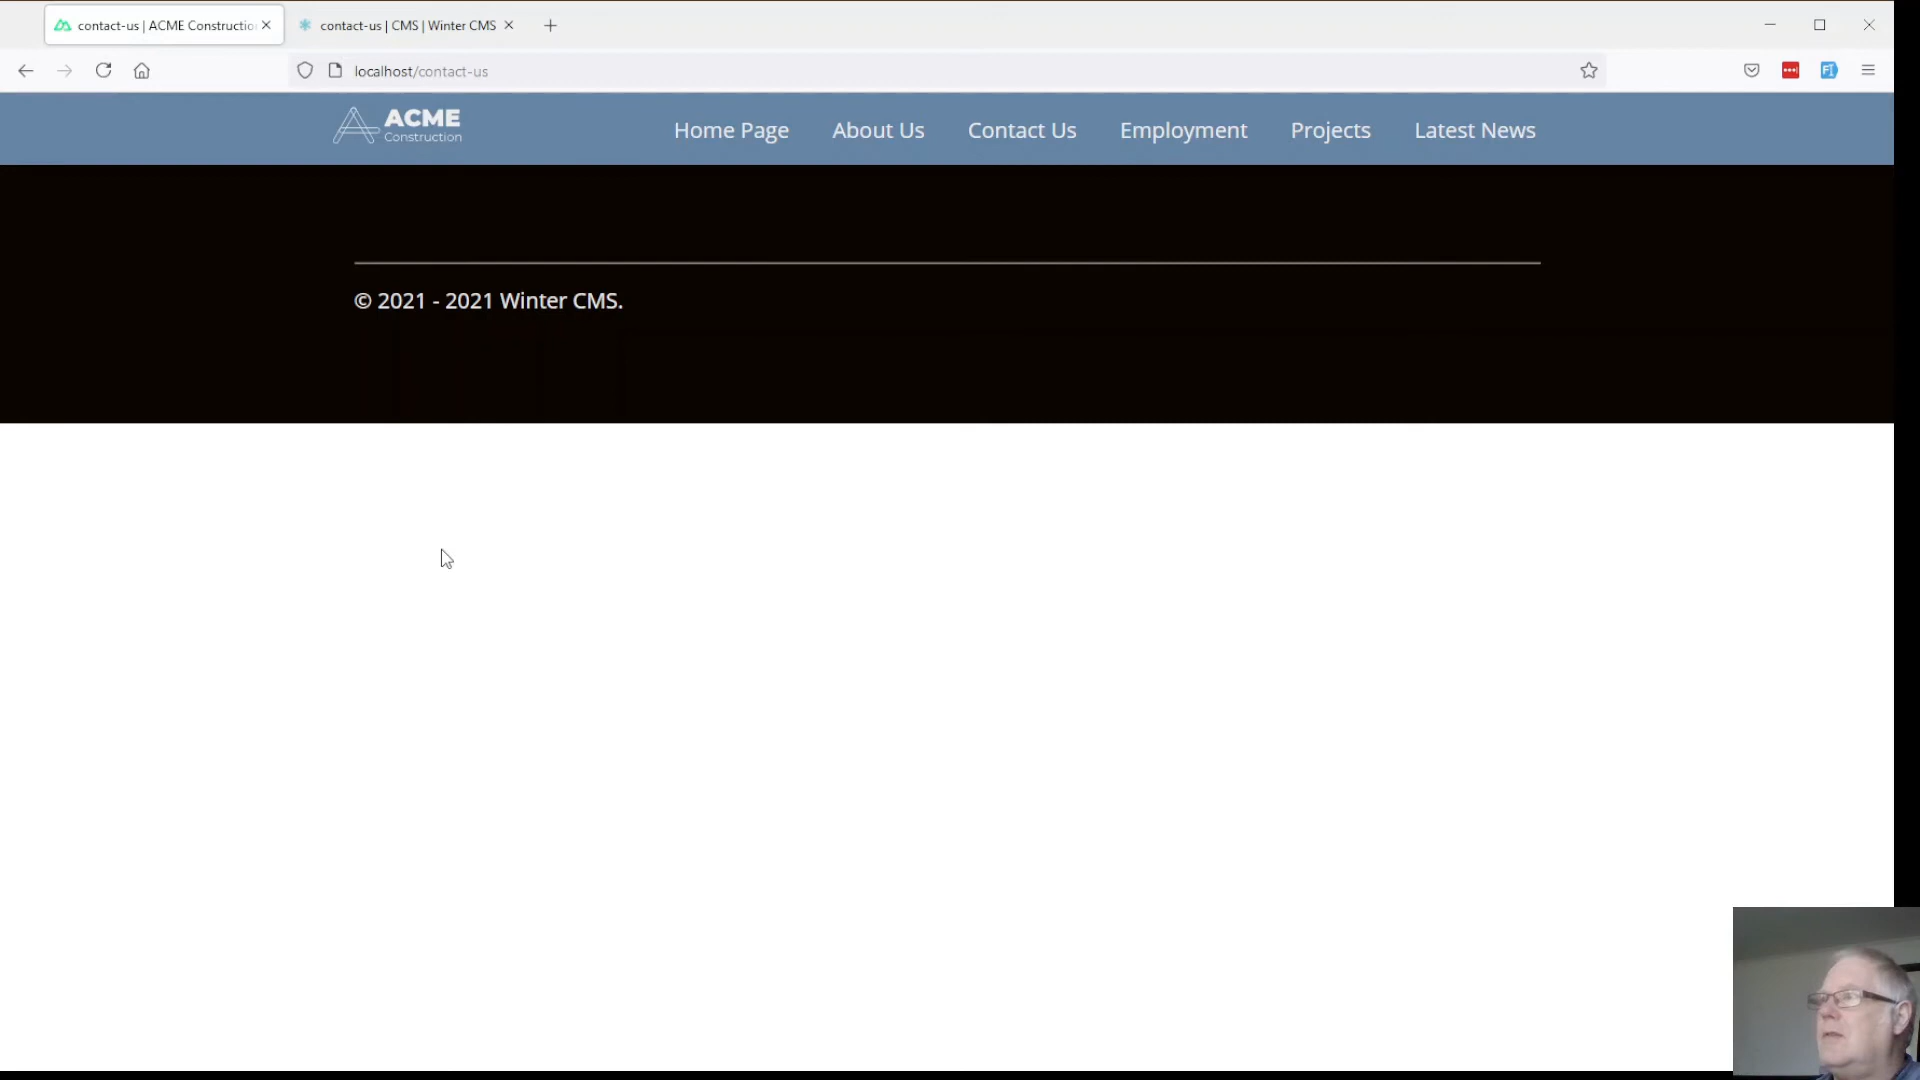 contact-us | ACME Constructio
contact-us | CMS | Winter CMS
localhost/contact-us
ACME
Construction
Home Page
About Us
Contact Us
Employment
Projects
Latest News
© 2021 - 2021 Winter CMS.